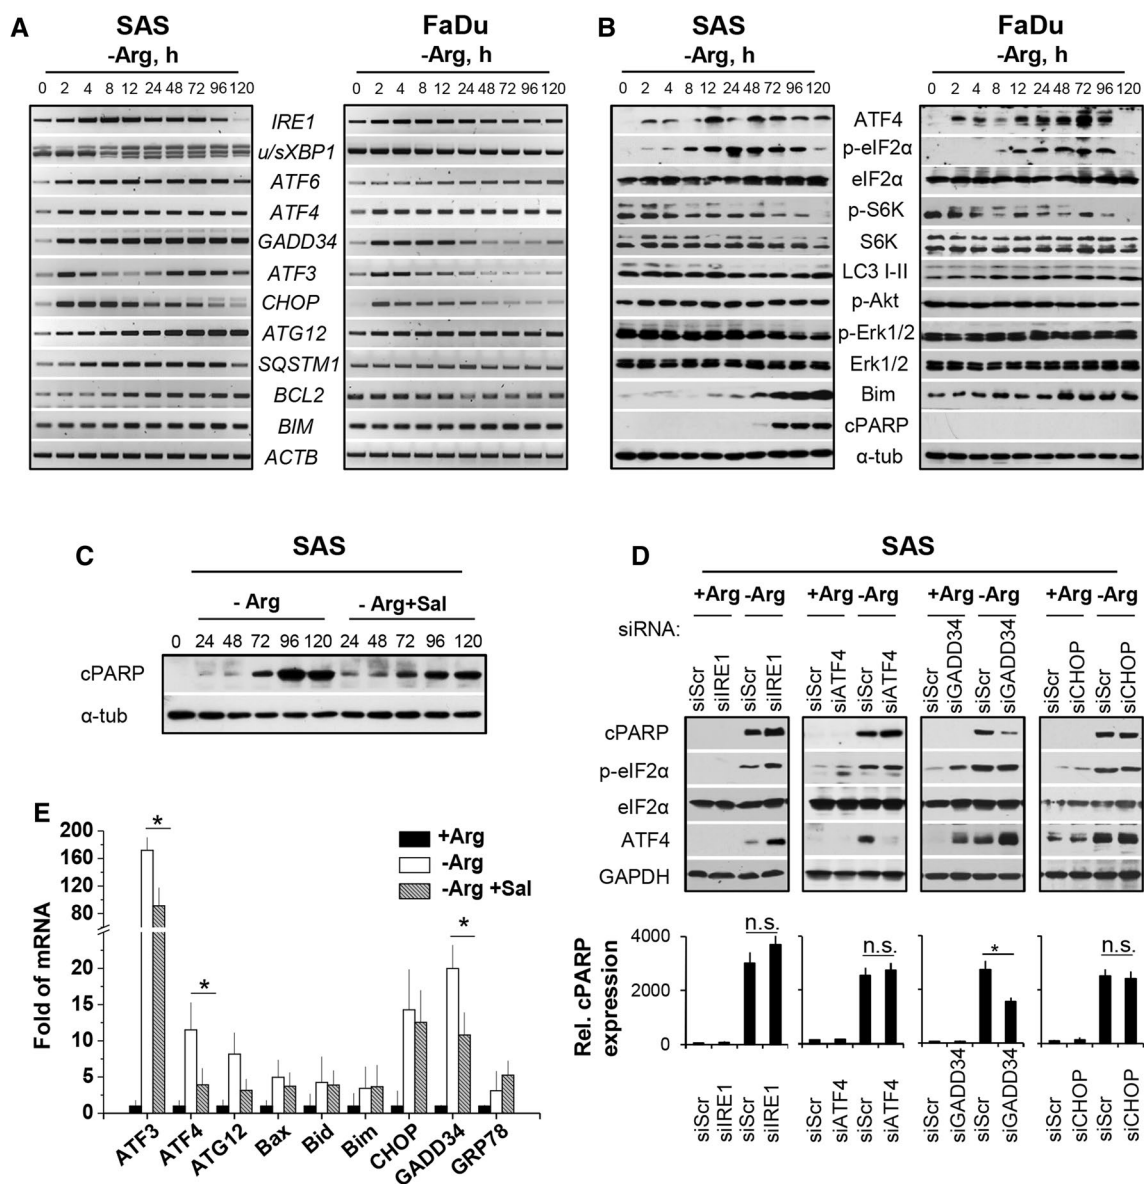 A
SAS
-Arg, h
0 2 4 8 12 24 48 72 96 120
FaDu
-Arg, h
0 2 4 8 12 24 48 72 96 120
IRE1
u/sXBP1
ATF6
ATF4
GADD34
ATF3
CHOP
ATG12
SQSTM1
BCL2
BIM
ACTB
B
SAS
-Arg, h
0 2 4 8 12 24 48 72 96 120
FaDu
-Arg, h
0 2 4 8 12 24 48 72 96 120
ATF4
p-eIF2α
eIF2α
p-S6K
S6K
LC3 I-II
p-Akt
p-Erk1/2
Erk1/2
Bim
cPARP
α-tub
C
SAS
- Arg
- Arg+Sal
0 24 48 72 96 120 24 48 72 96 120
cPARP
α-tub
D
SAS
+Arg -Arg +Arg -Arg +Arg -Arg +Arg -Arg
siRNA:
siScr siIRE1 siScr siIRE1 siScr siATF4 siScr siATF4 siScr siGADD34 siScr siGADD34 siScr siCHOP siScr siCHOP
cPARP
p-eIF2α
eIF2α
ATF4
GAPDH
Rel. cPARP
expression
4000
2000
0
n.s.
n.s.
*
n.s.
siScr siIRE1 siScr siIRE1 siScr siATF4 siScr siATF4 siScr siGADD34 siScr siGADD34 siScr siCHOP siScr siCHOP
E
Fold of mRNA
200
160
120
80
20
15
10
5
0
*
*
*
+Arg
-Arg
-Arg +Sal
ATF3 ATF4 ATG12 Bax Bid Bim CHOP GADD34 GRP78